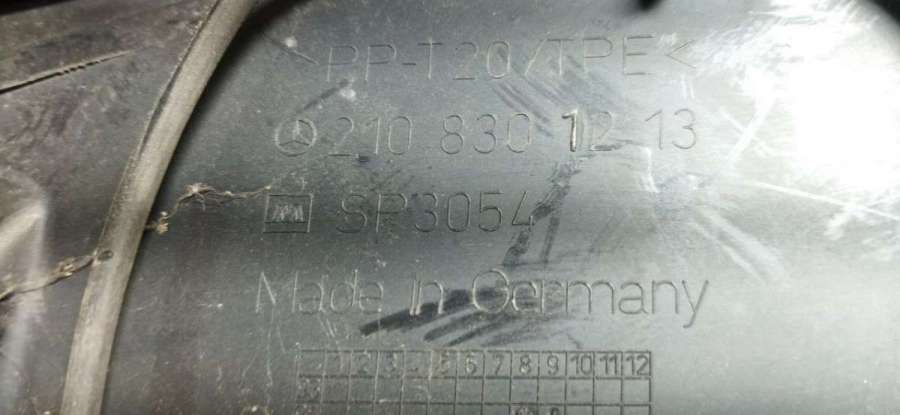 >PP-T20/TPE<
210 830 12 13
SP3054
Made in Germany
1 2 3 4 5 6 7 8 9 10 11 12